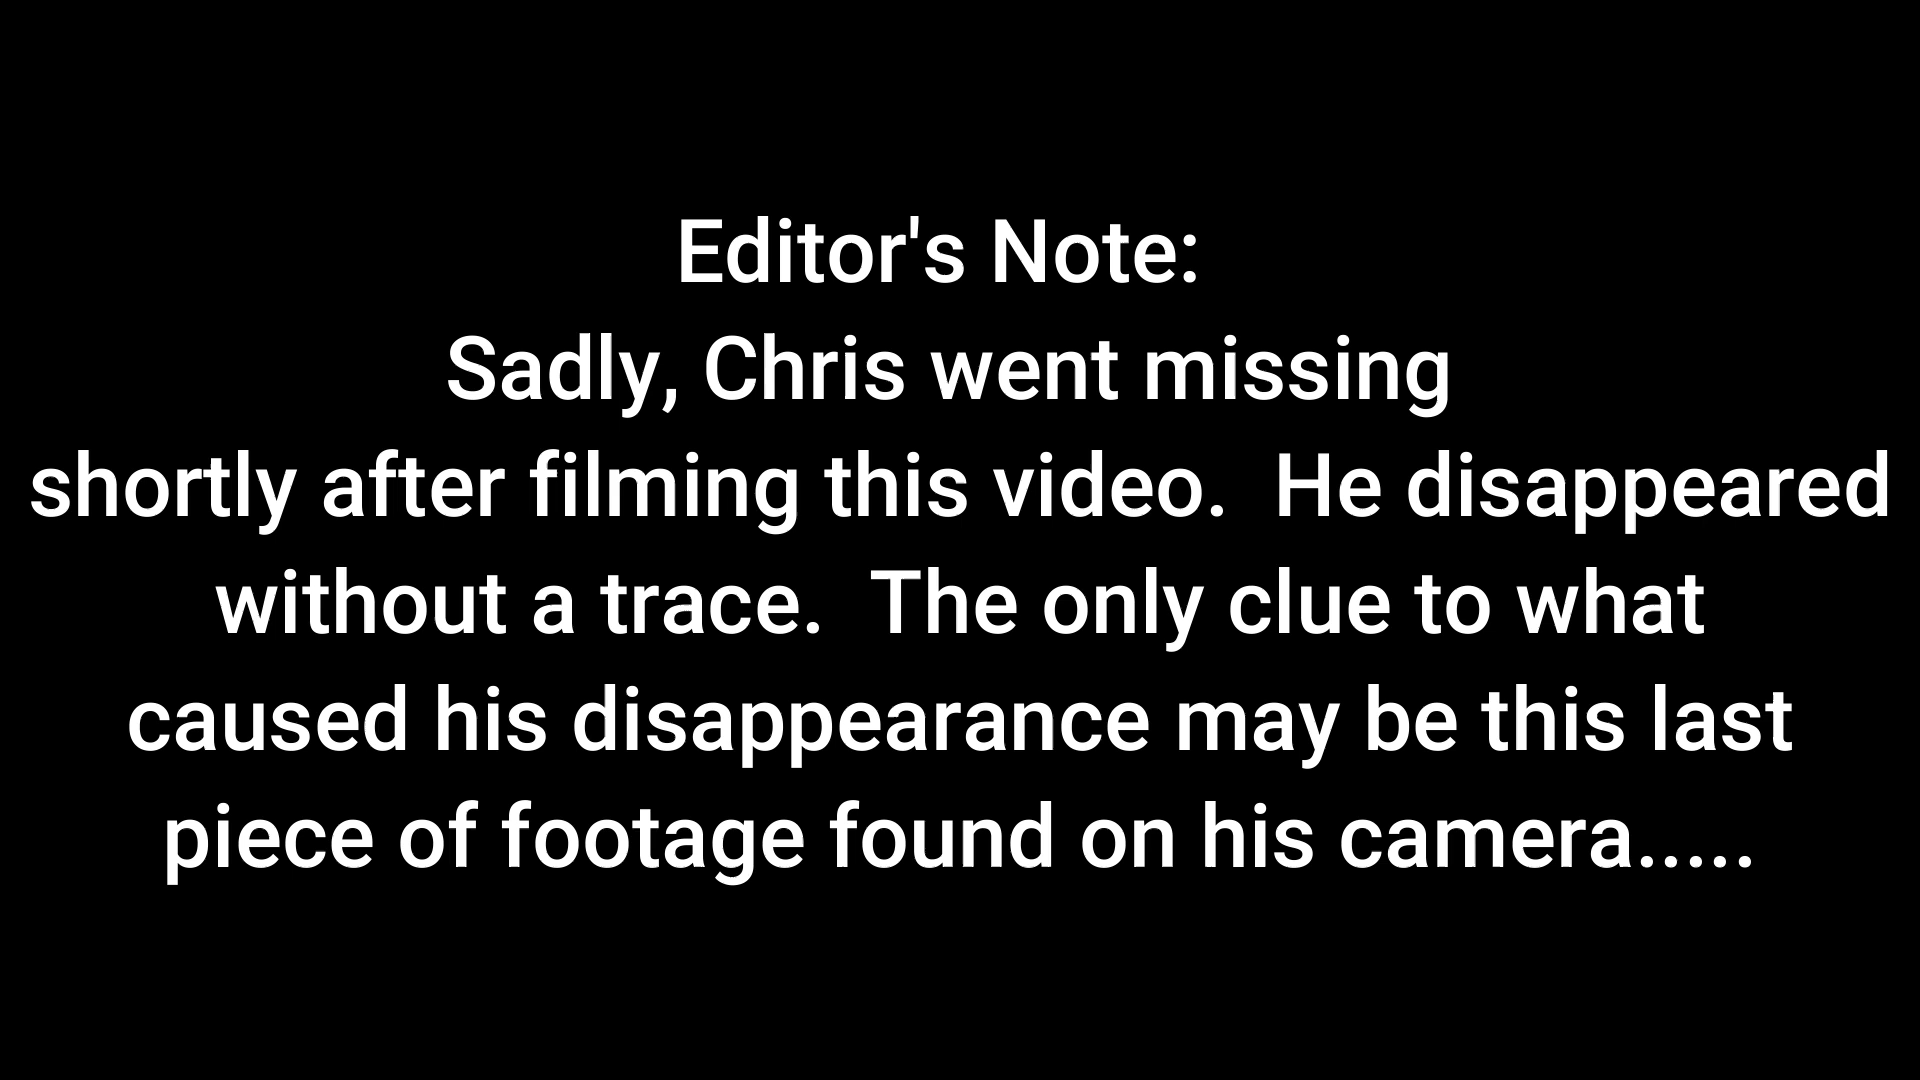 Editor's Note:
Sadly, Chris went missing
shortly after filming this video.  He disappeared
without a trace.  The only clue to what
caused his disappearance may be this last
piece of footage found on his camera.....